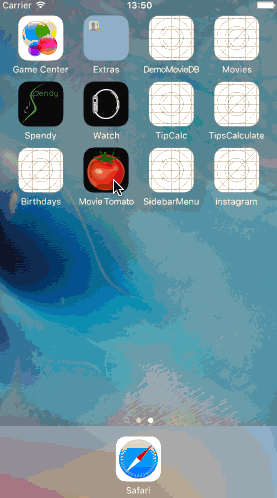 Carrier 13:50
Game Center Extras DemoMovieDB Movies
Spendy
Spendy Watch TipCalc TipsCalculate
Birthdays Movie Tomato SidebarMenu instagram
Safari